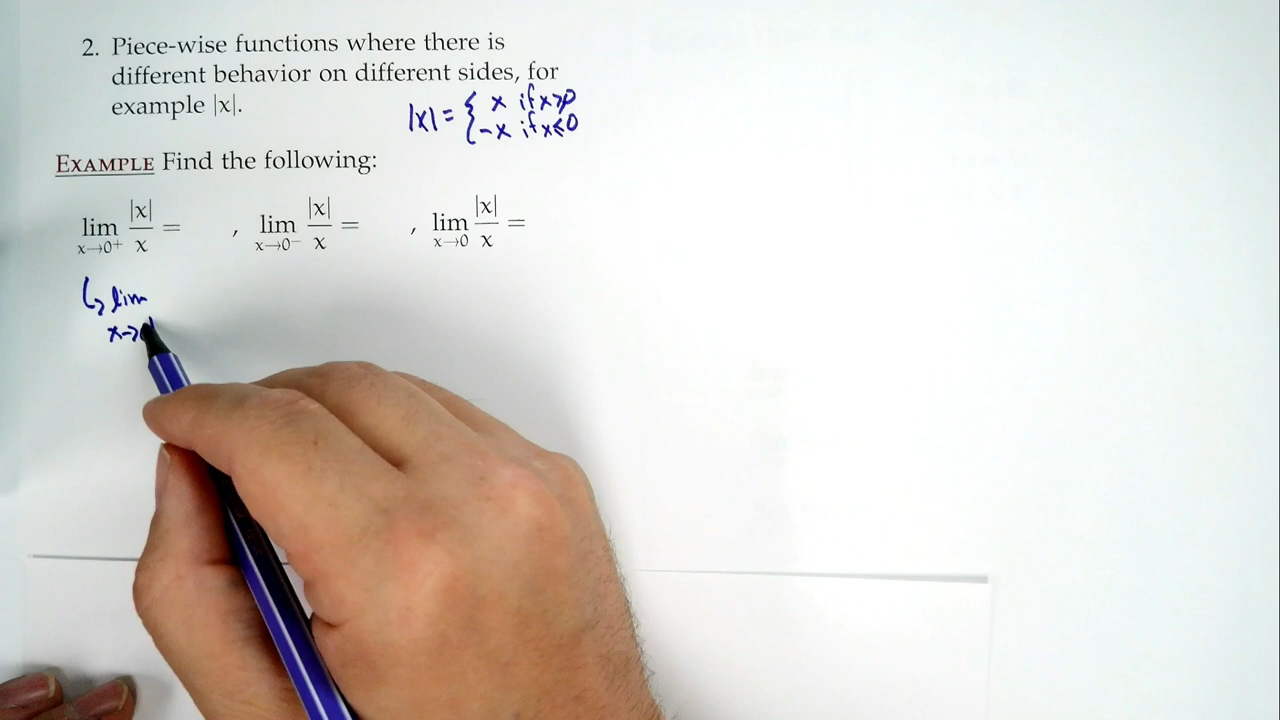 2. Piece-wise functions where there is
different behavior on different sides, for
example |x|.
|x| = { x if x>0
-x if x≤0
EXAMPLE Find the following:
lim x→0⁺ |x|/x = , lim x→0⁻ |x|/x = , lim x→0 |x|/x =
↳ lim
x→